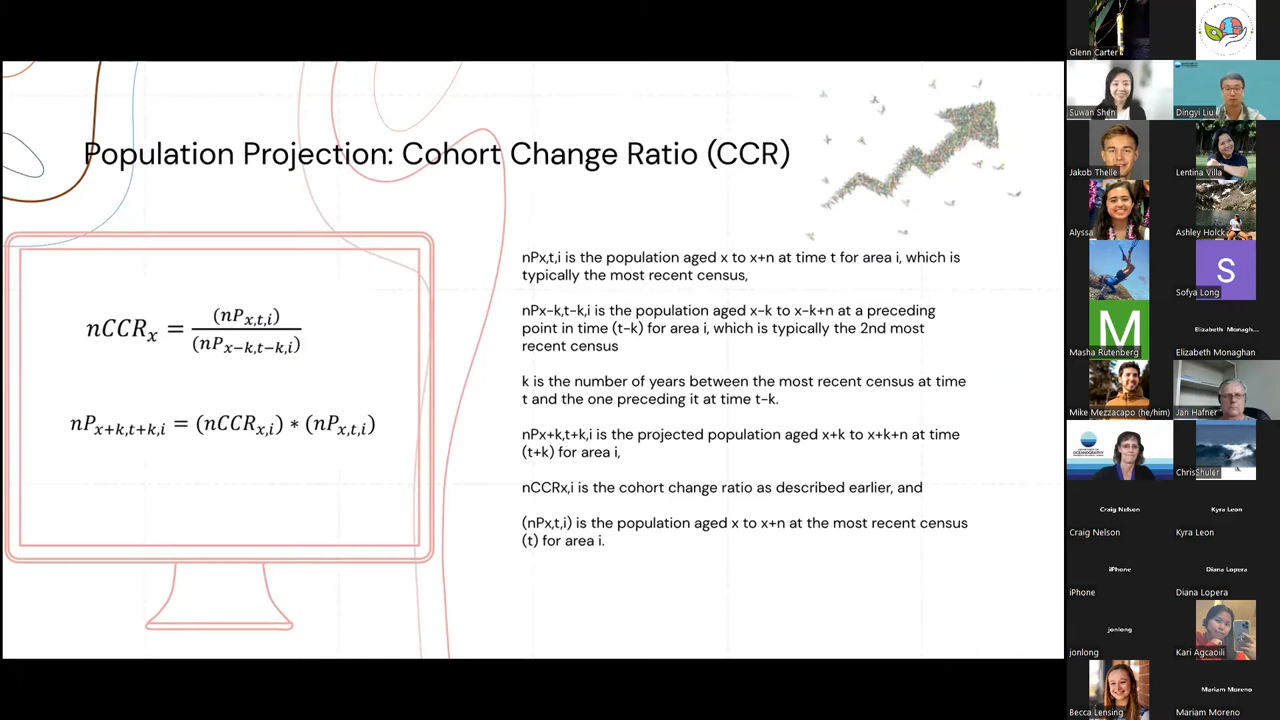 Population Projection: Cohort Change Ratio (CCR)
nCCRₓ = (nPₓ,ₜ,ᵢ) / (nPₓ₋ₖ,ₜ₋ₖ,ᵢ)
nPₓ₊ₖ,ₜ₊ₖ,ᵢ = (nCCRₓ,ᵢ) ∗ (nPₓ,ₜ,ᵢ)
nPx,t,i is the population aged x to x+n at time t for area i, which is
typically the most recent census,
nPx−k,t−k,i is the population aged x-k to x-k+n at a preceding
point in time (t-k) for area i, which is typically the 2nd most
recent census
k is the number of years between the most recent census at time
t and the one preceding it at time t-k.
nPx+k,t+k,i is the projected population aged x+k to x+k+n at time
(t+k) for area i,
nCCRx,i is the cohort change ratio as described earlier, and
(nPx,t,i) is the population aged x to x+n at the most recent census
(t) for area i.
Glenn Carter
Suwan Shen
Dingyi Liu
Jakob Thelle
Lentina Villa
Alyssa
Ashley Holck
S
Sofya Long
M
Masha Rutenberg
Elizabeth Monagh...
Elizabeth Monaghan
Mike Mezzacapo (he/him)
Jan Hafner
DEPARTMENT OF
OCEANOGRAPHY
ChrisShuler
Craig Nelson
Craig Nelson
Kyra Leon
Kyra Leon
iPhone
iPhone
Diana Lopera
Diana Lopera
jonlong
jonlong
Kari Agcaoili
Becca Lensing
Mariam Moreno
Mariam Moreno